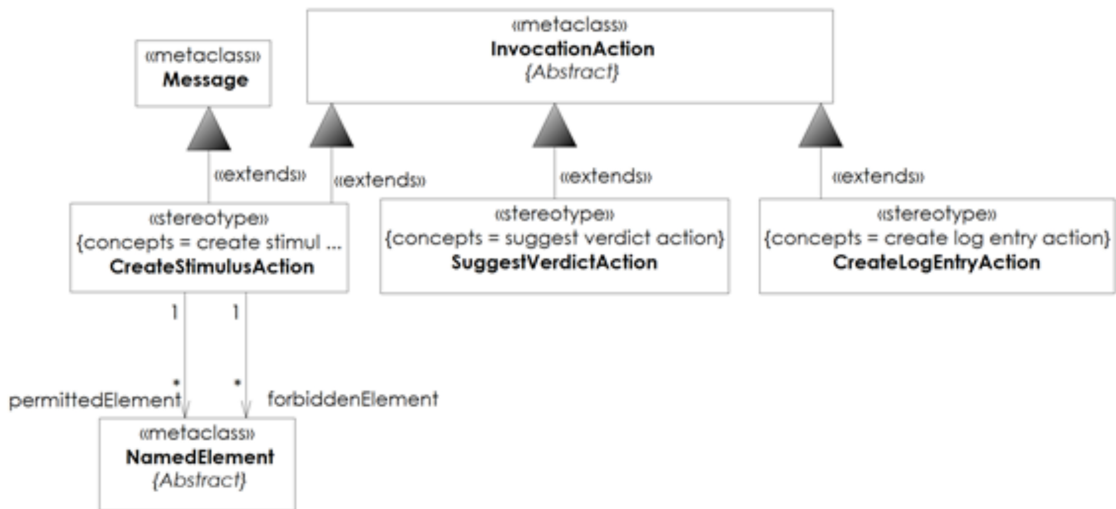 «metaclass»
Message
«metaclass»
InvocationAction
{Abstract}
«extends»
«extends»
«extends»
«extends»
«stereotype»
{concepts = create stimul ...
CreateStimulusAction
«stereotype»
{concepts = suggest verdict action}
SuggestVerdictAction
«stereotype»
{concepts = create log entry action}
CreateLogEntryAction
1
1
*
*
permittedElement
forbiddenElement
«metaclass»
NamedElement
{Abstract}